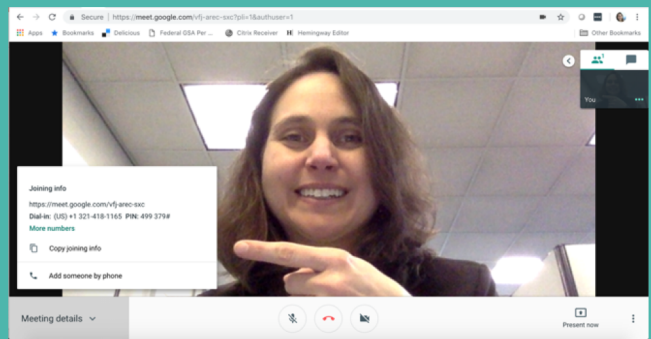 Secure | https://meet.google.com/vfj-arec-sxc?pli=1&authuser=1
Apps Bookmarks Delicious Federal GSA Per ... Citrix Receiver Hemingway Editor Other Bookmarks
1
You
Joining info
https://meet.google.com/vfj-arec-sxc
Dial-in: (US) +1 321-418-1165 PIN: 499 379#
More numbers
Copy joining info
Add someone by phone
Meeting details
Present now